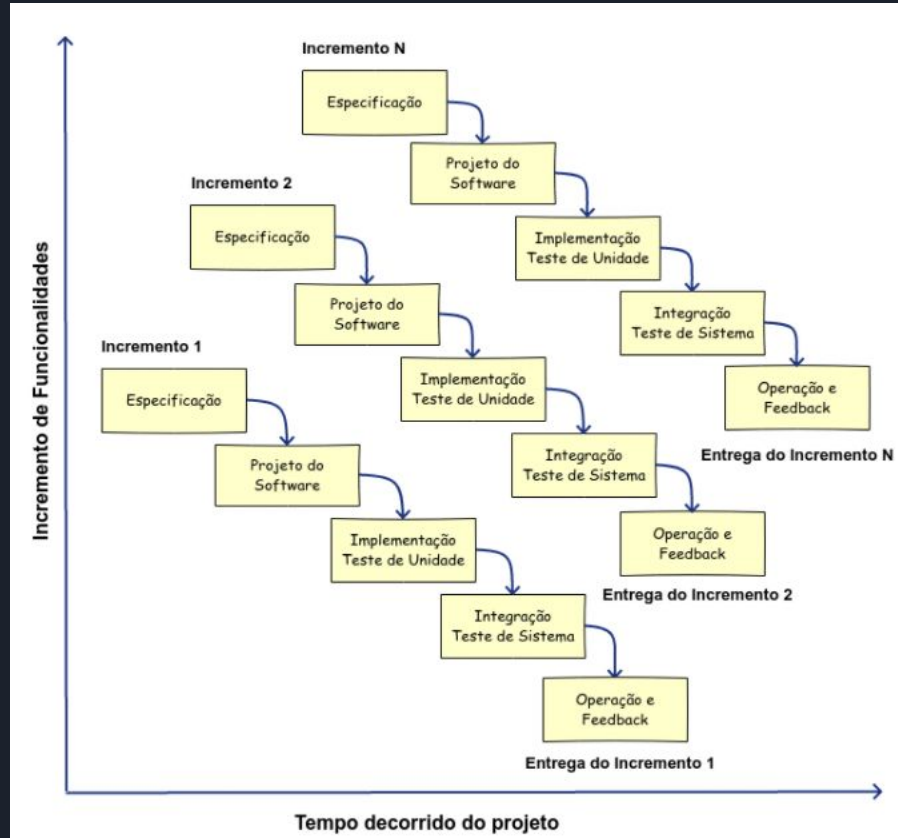 Incremento N
Especificação
Projeto do
Software
Implementação
Teste de Unidade
Integração
Teste de Sistema
Operação e
Feedback
Entrega do Incremento N
Incremento 2
Especificação
Projeto do
Software
Implementação
Teste de Unidade
Integração
Teste de Sistema
Operação e
Feedback
Entrega do Incremento 2
Incremento 1
Especificação
Projeto do
Software
Implementação
Teste de Unidade
Integração
Teste de Sistema
Operação e
Feedback
Entrega do Incremento 1
Incremento de Funcionalidades
Tempo decorrido do projeto